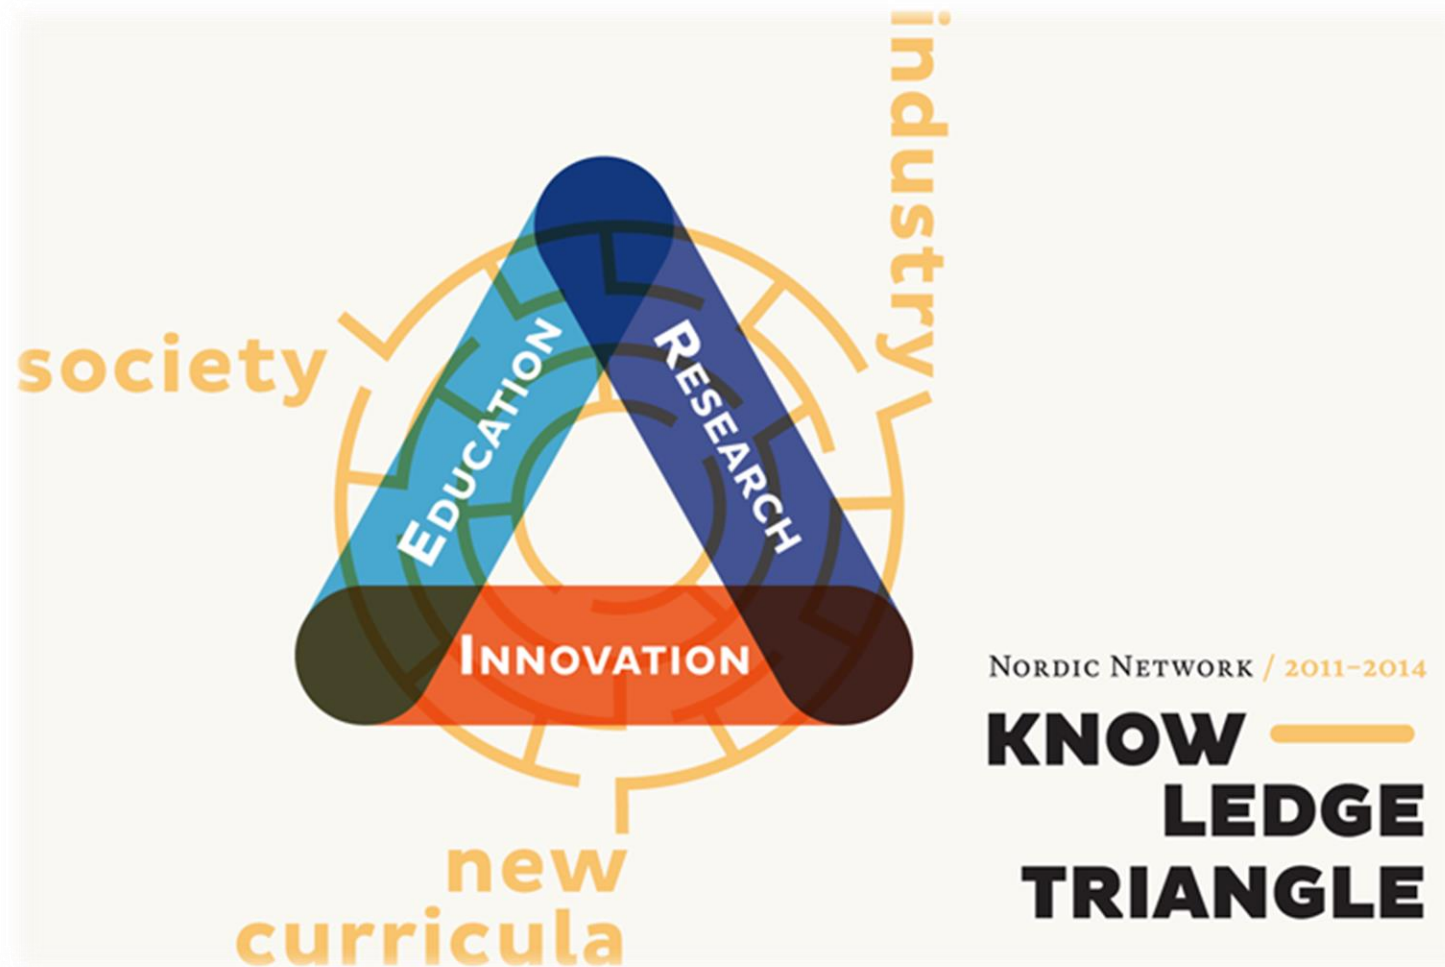 industry
society
EDUCATION
RESEARCH
INNOVATION
NORDIC NETWORK / 2011–2014
KNOW—
LEDGE
TRIANGLE
new
curricula